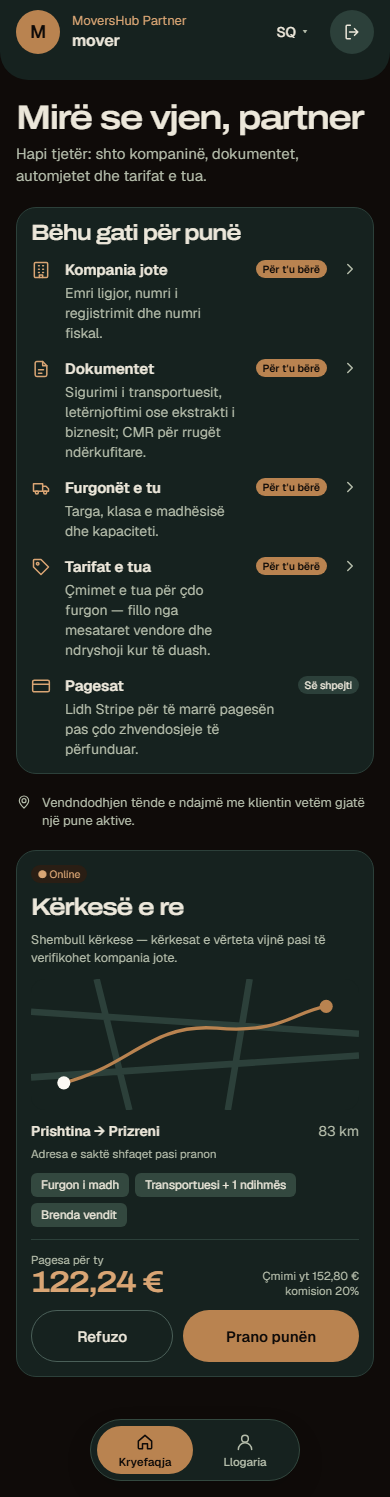 M
MoversHub Partner
mover
SQ
Mirë se vjen, partner
Hapi tjetër: shto kompaninë, dokumentet,
automjetet dhe tarifat e tua.
Bëhu gati për punë
Kompania jote
Për t'u bërë
Emri ligjor, numri i
regjistrimit dhe numri
fiskal.
Dokumentet
Për t'u bërë
Sigurimi i transportuesit,
letërnjoftimi ose ekstrakti i
biznesit; CMR për rrugët
ndërkufitare.
Furgonët e tu
Për t'u bërë
Targa, klasa e madhësisë
dhe kapaciteti.
Tarifat e tua
Për t'u bërë
Çmimet e tua për çdo
furgon — fillo nga
mesataret vendore dhe
ndryshoji kur të duash.
Pagesat
Së shpejti
Lidh Stripe për të marrë pagesën
pas çdo zhvendosjeje të
përfunduar.
Vendndodhjen tënde e ndajmë me klientin vetëm gjatë
një pune aktive.
Online
Kërkesë e re
Shembull kërkese — kërkesat e vërteta vijnë pasi të
verifikohet kompania jote.
Prishtina → Prizreni
83 km
Adresa e saktë shfaqet pasi pranon
Furgon i madh
Transportuesi + 1 ndihmës
Brenda vendit
Pagesa për ty
122,24 €
Çmimi yt 152,80 €
komision 20%
Refuzo
Prano punën
Kryefaqja
Llogaria